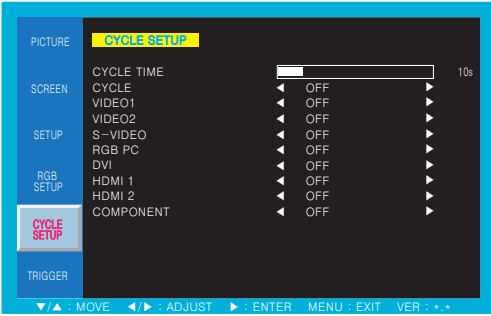 PICTURE
SCREEN
SETUP
RGB
SETUP
CYCLE
SETUP
TRIGGER
CYCLE SETUP
CYCLE TIME 10s
CYCLE ◀ OFF ▶
VIDEO1 ◀ OFF ▶
VIDEO2 ◀ OFF ▶
S-VIDEO ◀ OFF ▶
RGB PC ◀ OFF ▶
DVI ◀ OFF ▶
HDMI 1 ◀ OFF ▶
HDMI 2 ◀ OFF ▶
COMPONENT ◀ OFF ▶
▼/▲ : MOVE ◀/▶ : ADJUST ▶ : ENTER MENU : EXIT VER : *.*